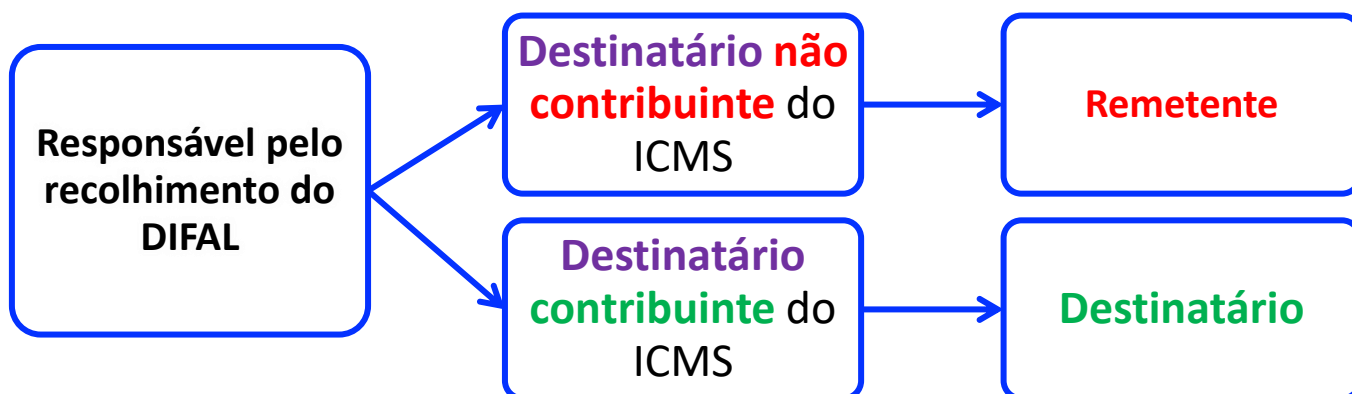 Responsável pelo
recolhimento do
DIFAL
Destinatário não
contribuinte do
ICMS
Remetente
Destinatário
contribuinte do
ICMS
Destinatário